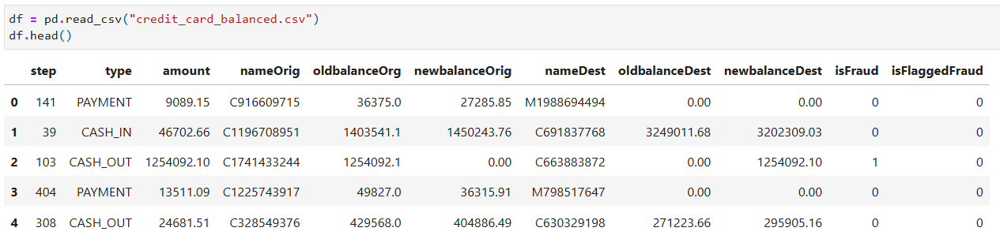 df = pd.read_csv("credit_card_balanced.csv")
df.head()
step type amount nameOrig oldbalanceOrg newbalanceOrig nameDest oldbalanceDest newbalanceDest isFraud isFlaggedFraud
0 141 PAYMENT 9089.15 C916609715 36375.0 27285.85 M1988694494 0.00 0.00 0 0
1 39 CASH_IN 46702.66 C1196708951 1403541.1 1450243.76 C691837768 3249011.68 3202309.03 0 0
2 103 CASH_OUT 1254092.10 C1741433244 1254092.1 0.00 C663883872 0.00 1254092.10 1 0
3 404 PAYMENT 13511.09 C1225743917 49827.0 36315.91 M798517647 0.00 0.00 0 0
4 308 CASH_OUT 24681.51 C328549376 429568.0 404886.49 C630329198 271223.66 295905.16 0 0